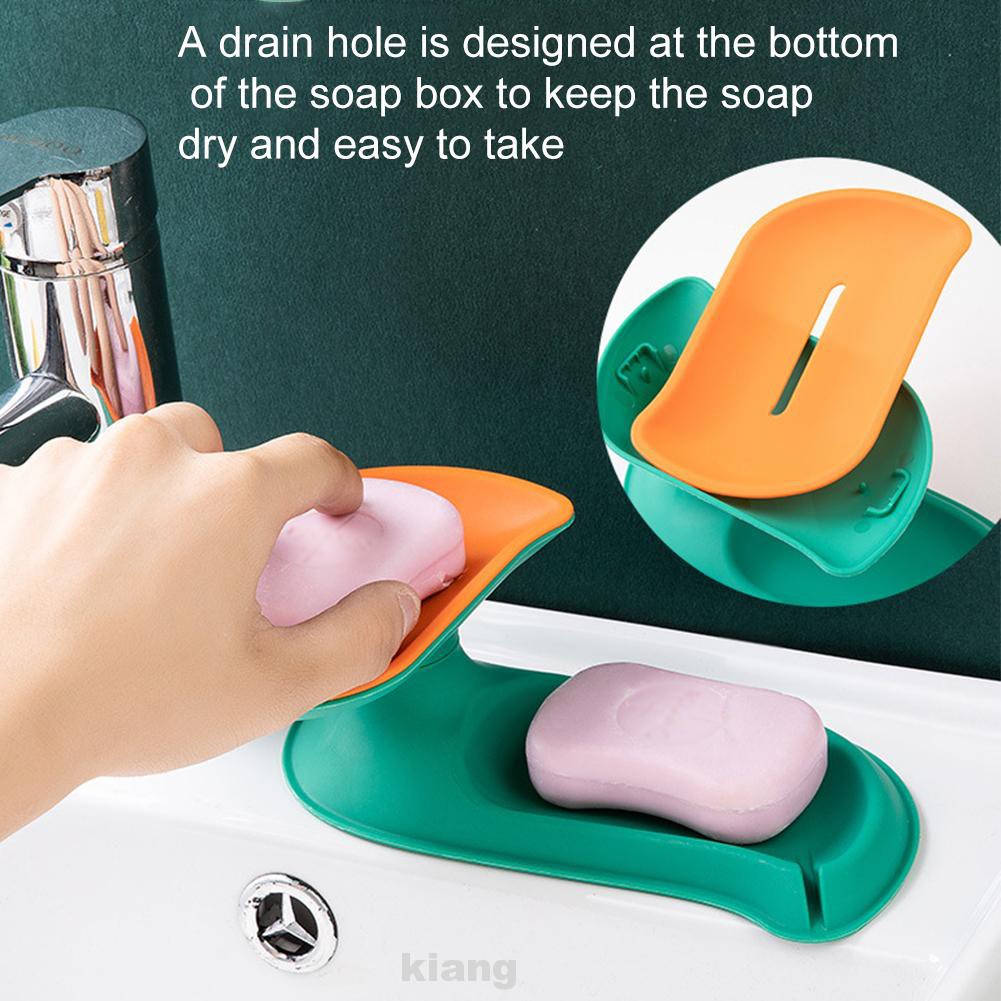 A drain hole is designed at the bottom
of the soap box to keep the soap
dry and easy to take
kiang